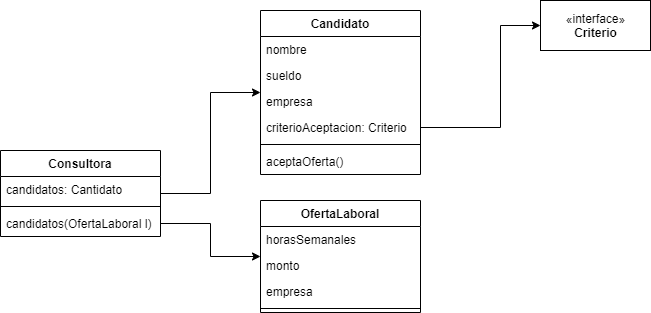 Candidato
nombre
sueldo
empresa
criterioAceptacion: Criterio
aceptaOferta()
«interface»
Criterio
Consultora
candidatos: Cantidato
candidatos(OfertaLaboral l)
OfertaLaboral
horasSemanales
monto
empresa